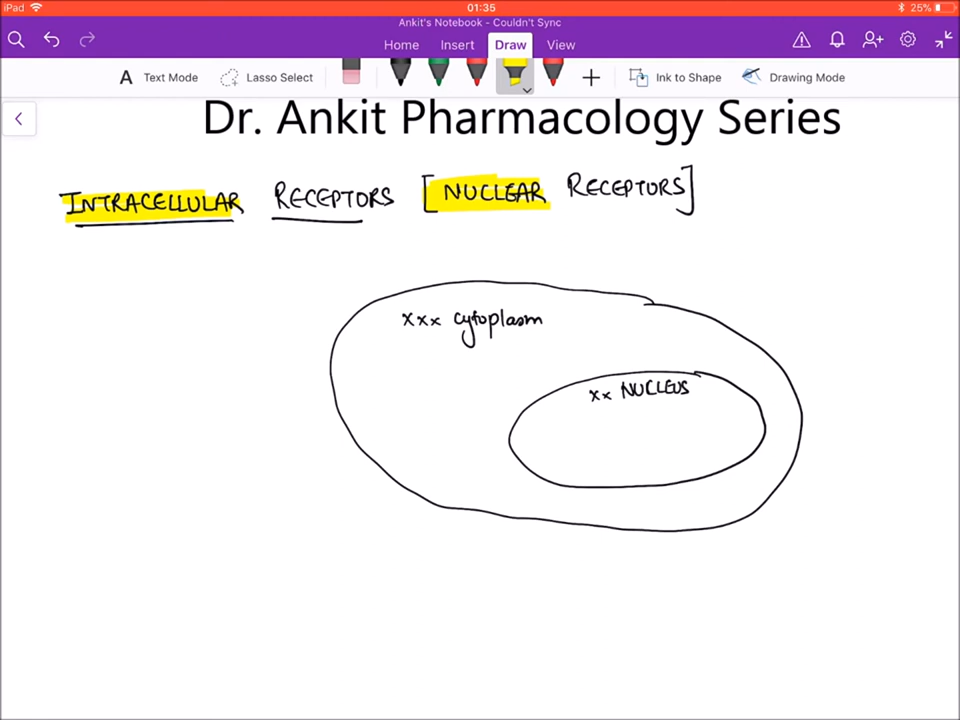 iPad 01:35 25%
Ankit's Notebook - Couldn't Sync
Home Insert Draw View
A Text Mode Lasso Select Ink to Shape Drawing Mode
Dr. Ankit Pharmacology Series
INTRACELLULAR RECEPTORS [NUCLEAR RECEPTORS]
xxx cytoplasm
xx NUCLEUS